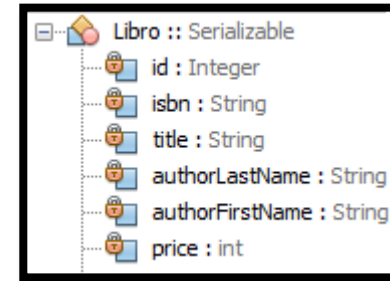 Libro :: Serializable
id : Integer
isbn : String
title : String
authorLastName : String
authorFirstName : String
price : int